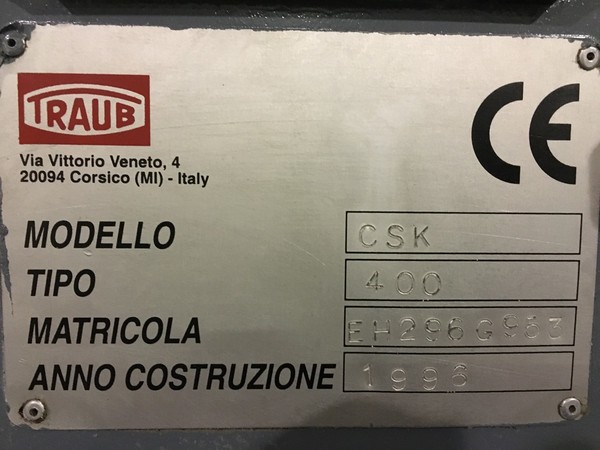 TRAUB
CE
Via Vittorio Veneto, 4
20094 Corsico (MI) - Italy
MODELLO CSK
TIPO 400
MATRICOLA
ANNO COSTRUZIONE 1996